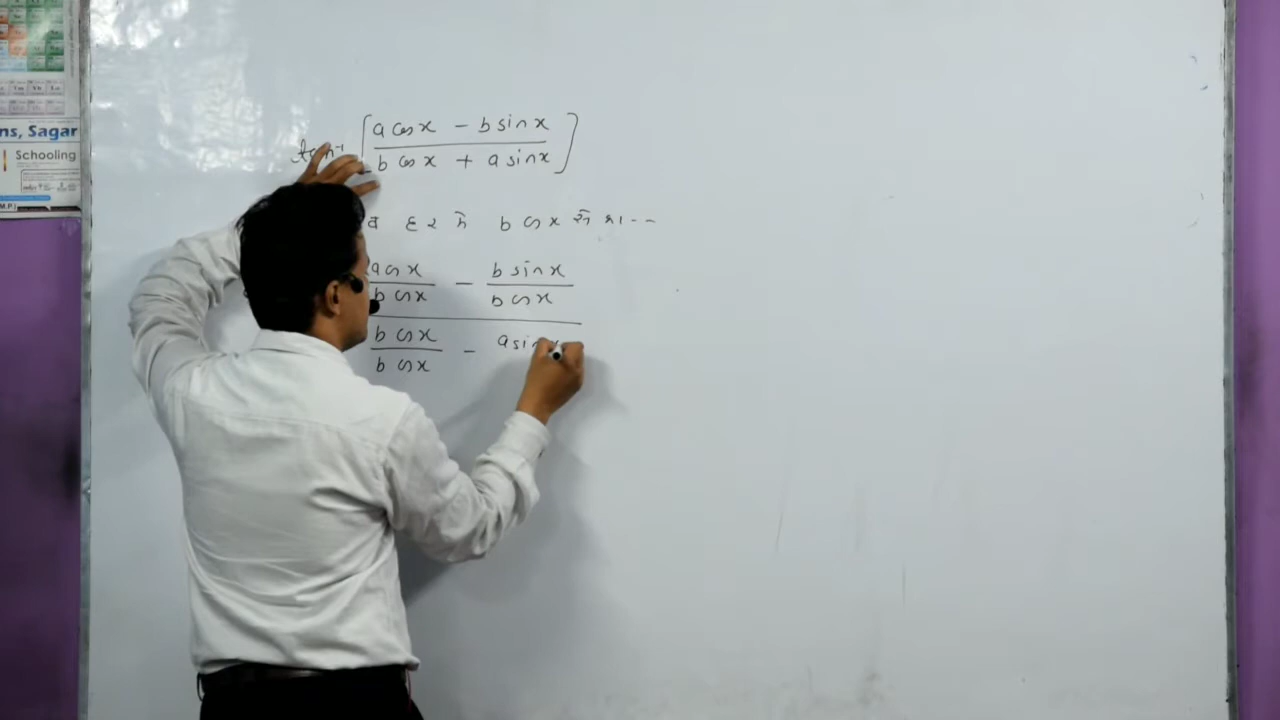 ns, Sagar
Schooling
M.P.)
tan⁻¹ [ a cos x - b sin x
b cos x + a sin x ]
व हर में b cos x से भा--
a cos x / b cos x - b sin x / b cos x
b cos x / b cos x - a sin x